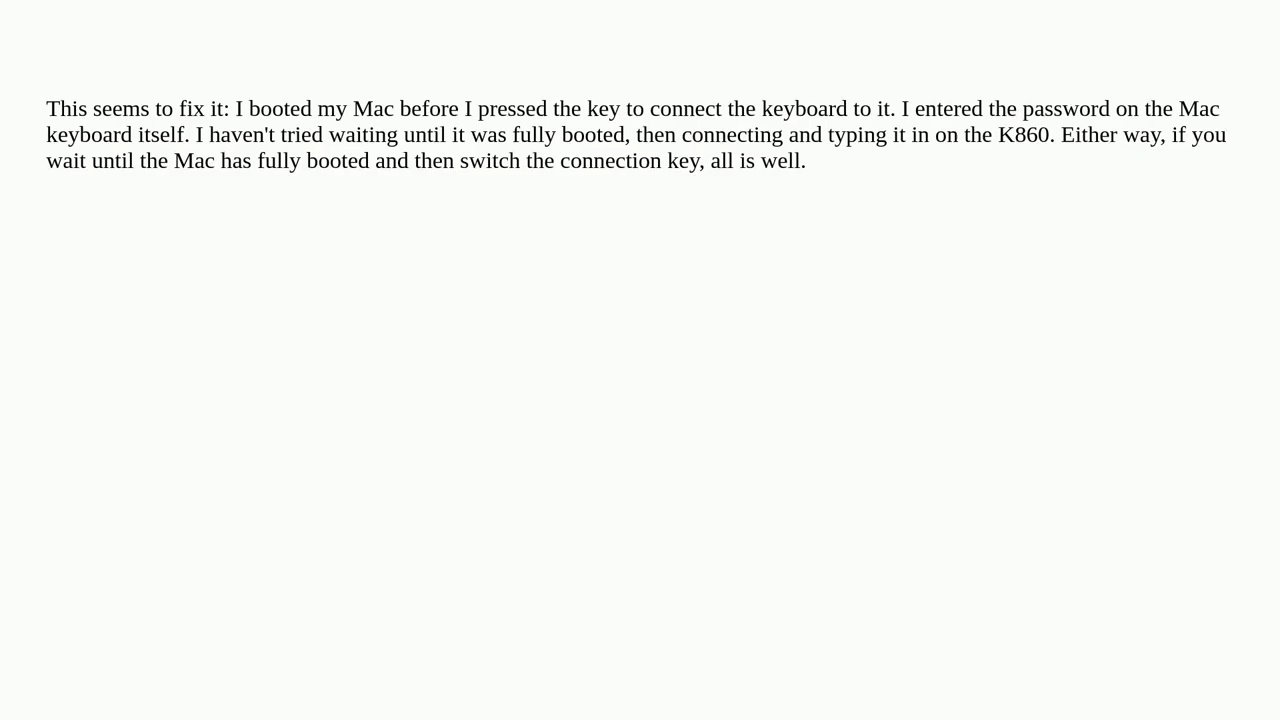 This seems to fix it: I booted my Mac before I pressed the key to connect the keyboard to it. I entered the password on the Mac
keyboard itself. I haven't tried waiting until it was fully booted, then connecting and typing it in on the K860. Either way, if you
wait until the Mac has fully booted and then switch the connection key, all is well.